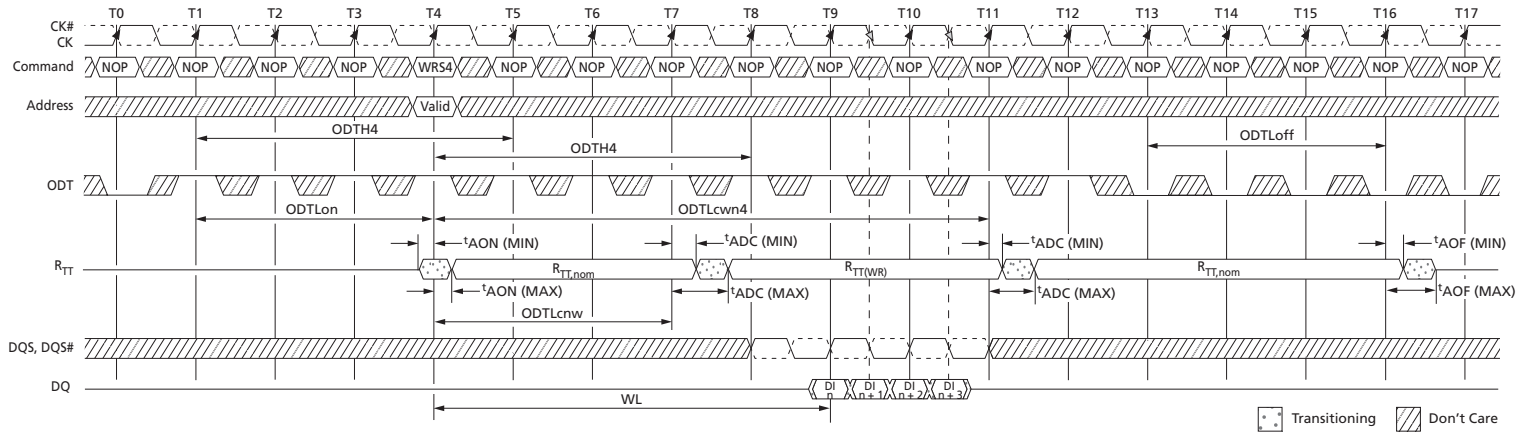 T0 T1 T2 T3 T4 T5 T6 T7 T8 T9 T10 T11 T12 T13 T14 T15 T16 T17
CK#
CK
Command NOP NOP NOP NOP WRS4 NOP NOP NOP NOP NOP NOP NOP NOP NOP NOP NOP NOP NOP
Address Valid
ODTH4 ODTLoff
ODTH4
ODT
ODTLon ODTLcwn4
tAON (MIN) tADC (MIN) tADC (MIN) tAOF (MIN)
RTT RTT,nom RTT(WR) RTT,nom
tAON (MAX) tADC (MAX) tADC (MAX) tAOF (MAX)
ODTLcnw
DQS, DQS#
DQ DI n DI n + 1 DI n + 2 DI n + 3
WL
Transitioning Don't Care